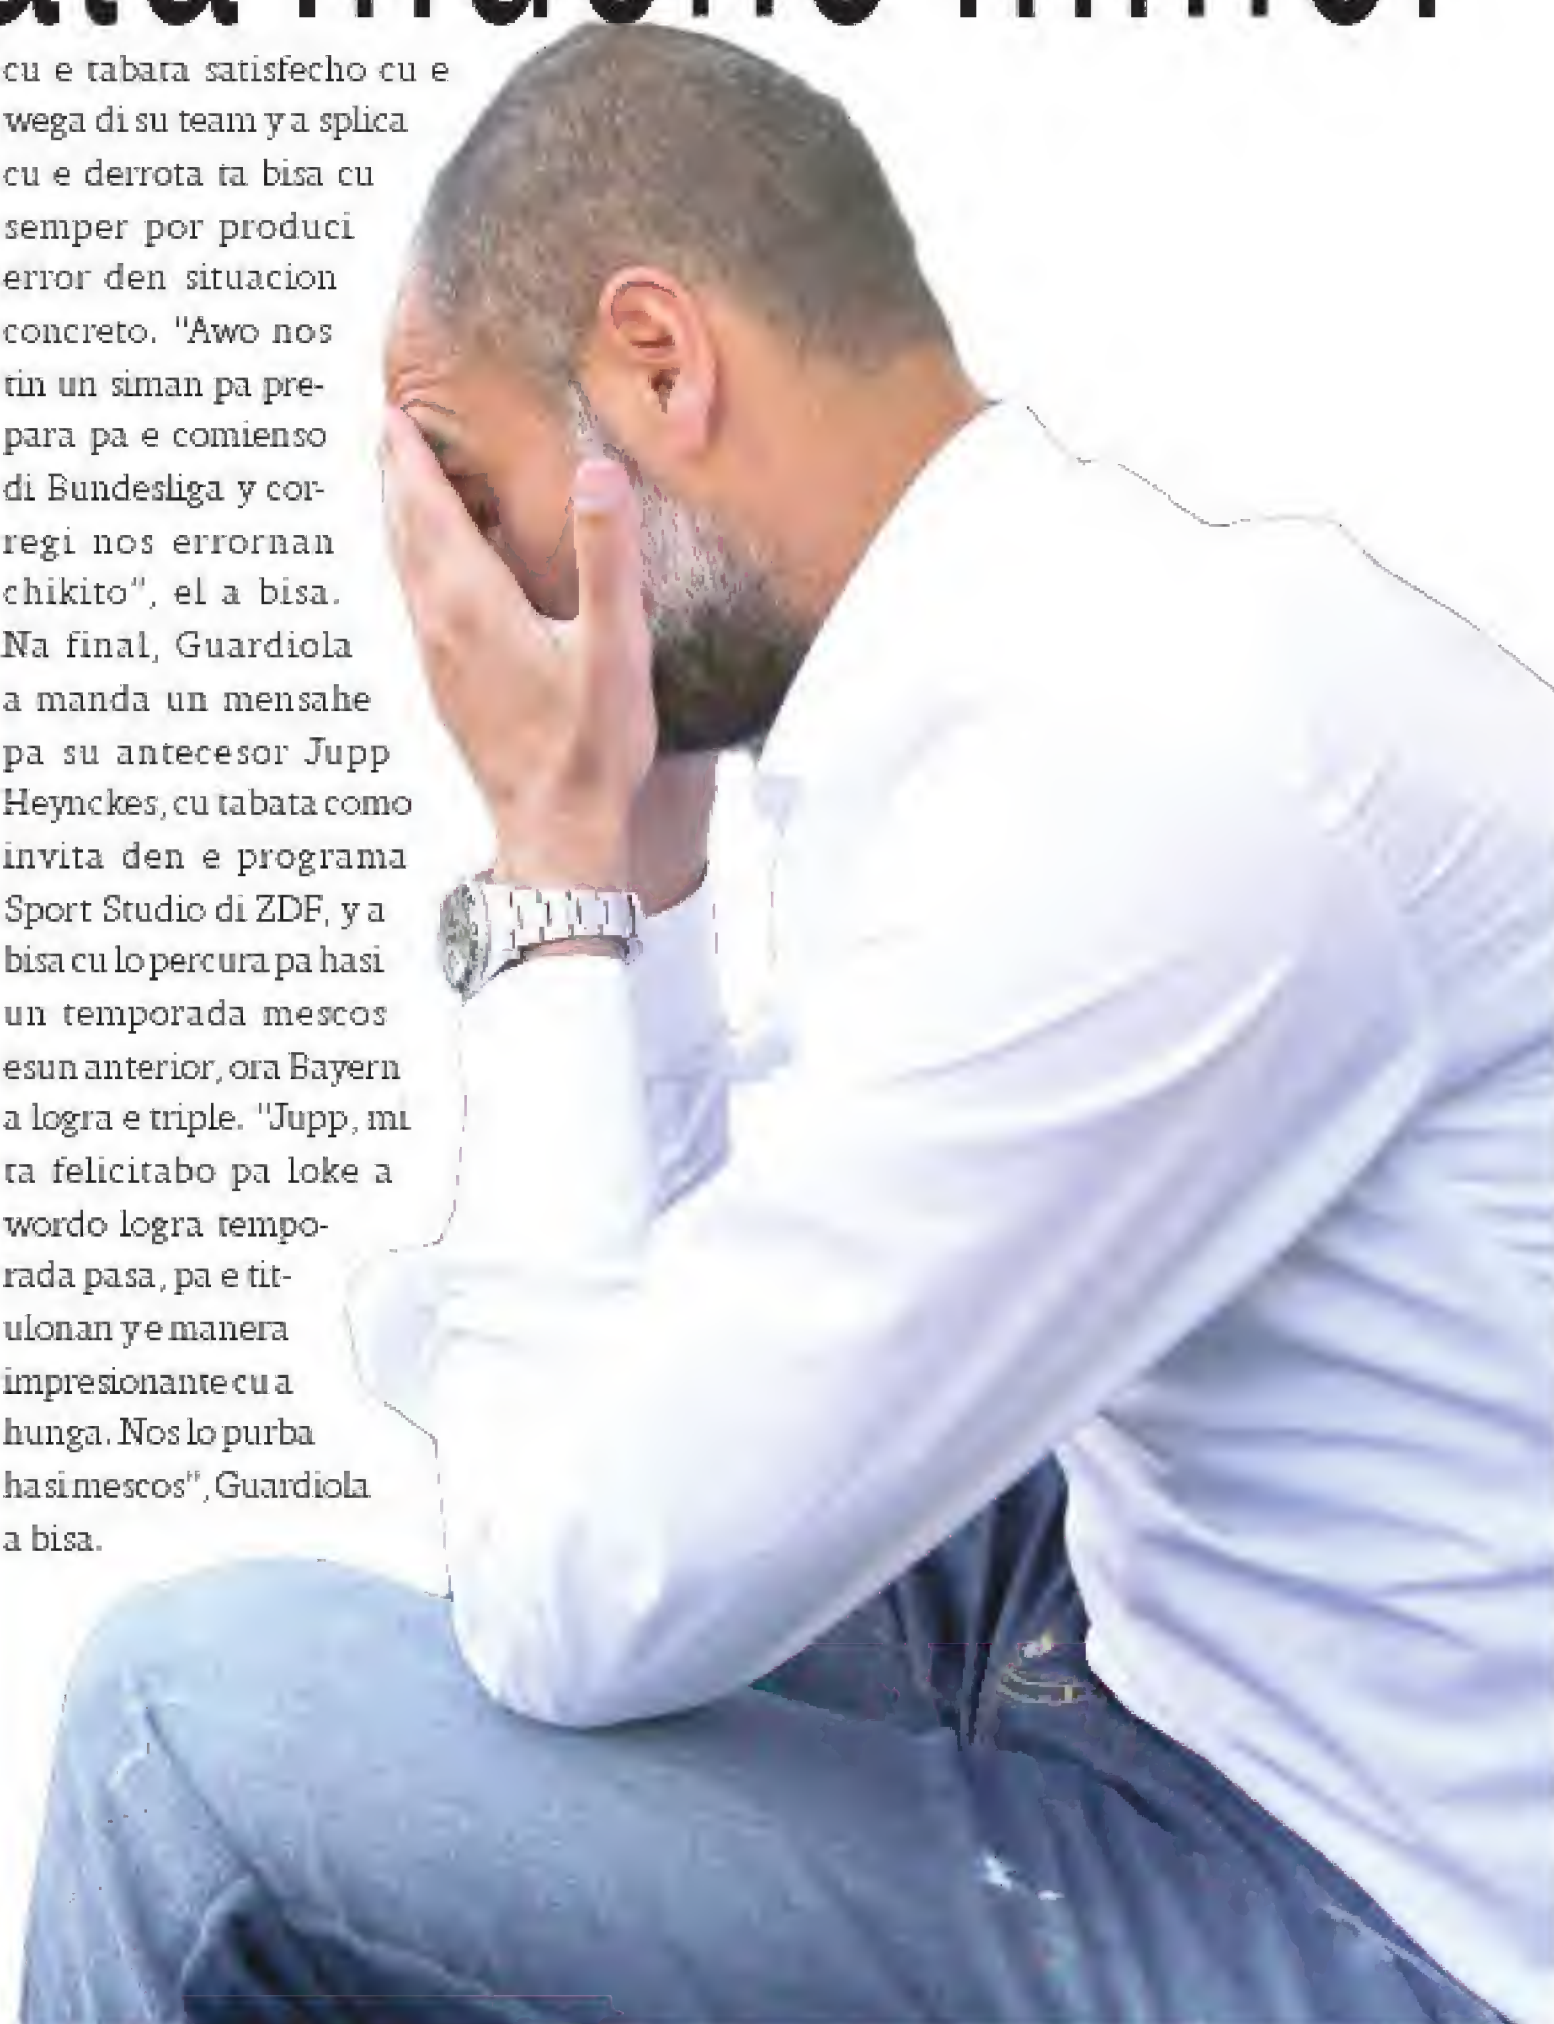 cu e tabata satisfecho cu e
wega di su team y a splica
cu e derrota ta bisa cu
semper por produci
error den situacion
concreto. "Awo nos
tin un siman pa pre-
para pa e comienso
di Bundesliga y cor-
regi nos errornan
chikito", el a bisa.
Na final, Guardiola
a manda un mensahe
pa su antecesor Jupp
Heynckes, cu tabata como
invita den e programa
Sport Studio di ZDF, y a
bisa cu lo percura pa hasi
un temporada mescos
esun anterior, ora Bayern
a logra e triple. "Jupp, mi
ta felicitabo pa loke a
wordo logra tempo-
rada pasa, pa e tit-
ulonan y e manera
impresionante cu a
hunga. Nos lo purba
hasi mescos", Guardiola
a bisa.